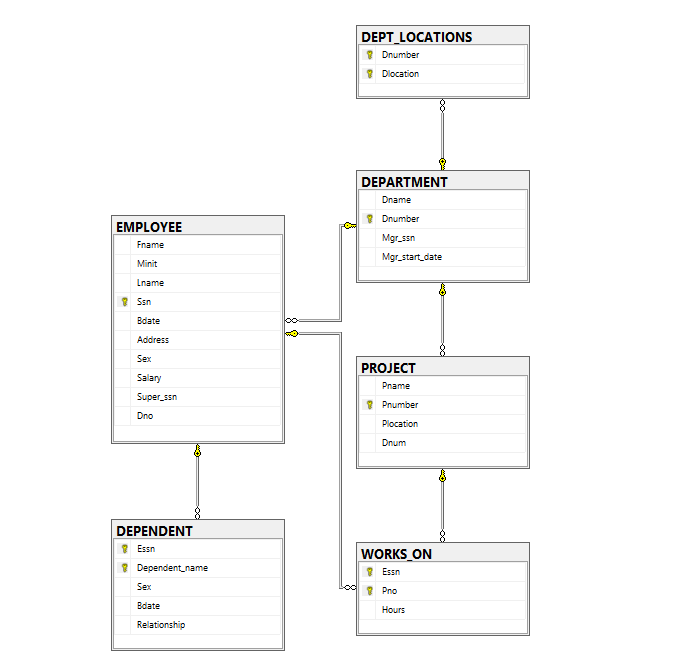 DEPT_LOCATIONS
Dnumber
Dlocation
DEPARTMENT
Dname
Dnumber
Mgr_ssn
Mgr_start_date
EMPLOYEE
Fname
Minit
Lname
Ssn
Bdate
Address
Sex
Salary
Super_ssn
Dno
PROJECT
Pname
Pnumber
Plocation
Dnum
DEPENDENT
Essn
Dependent_name
Sex
Bdate
Relationship
WORKS_ON
Essn
Pno
Hours